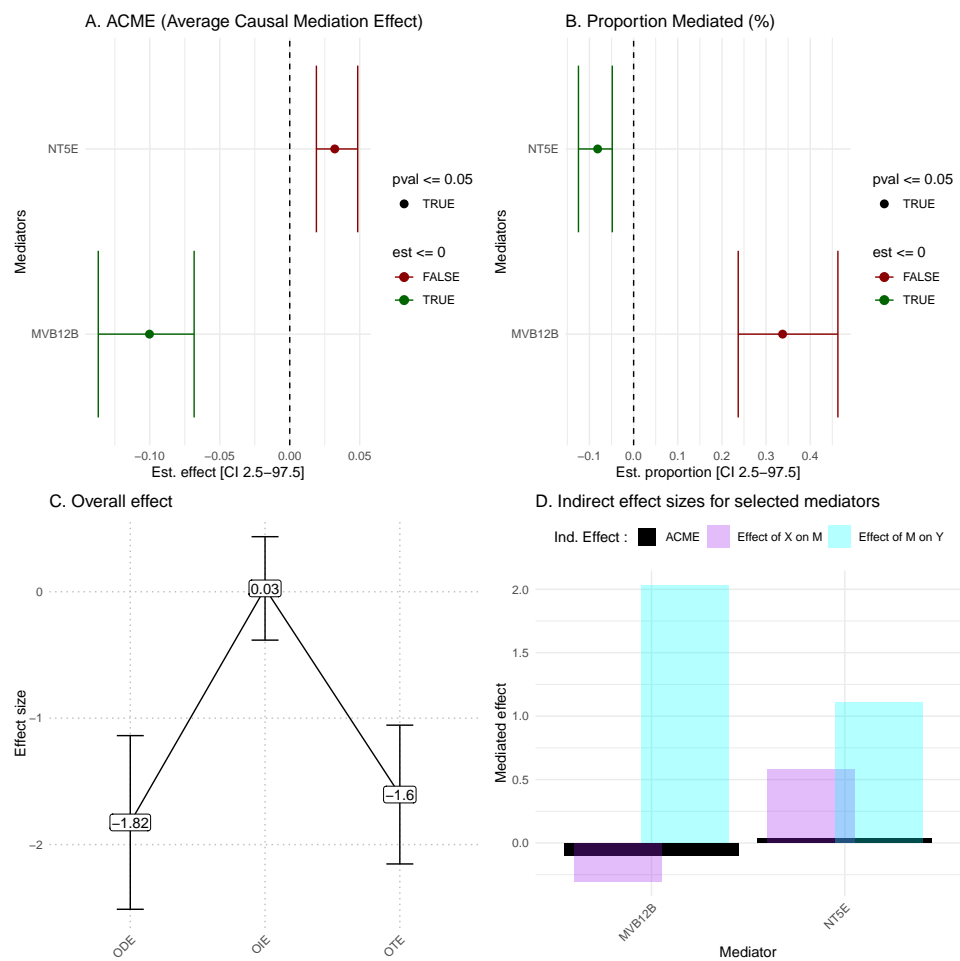 A. ACME (Average Causal Mediation Effect)
NT5E
MVB12B
Mediators
−0.10
0.00
0.05
Est. effect [CI 2.5−97.5]
pval <= 0.05
TRUE
est <= 0
FALSE
TRUE
B. Proportion Mediated (%)
NT5E
MVB12B
Mediators
−0.1
0.0
0.1
0.2
0.3
0.4
Est. proportion [CI 2.5−97.5]
pval <= 0.05
TRUE
est <= 0
FALSE
TRUE
C. Overall effect
Effect size
0
−1
−2
−1.82
0.03
−1.6
ODE
OIE
OTE
D. Indirect effect sizes for selected mediators
Ind. Effect : ACME Effect of X on M Effect of M on Y
Mediated effect
2.0
1.5
1.0
0.5
0.0
MVB12B
NT5E
Mediator